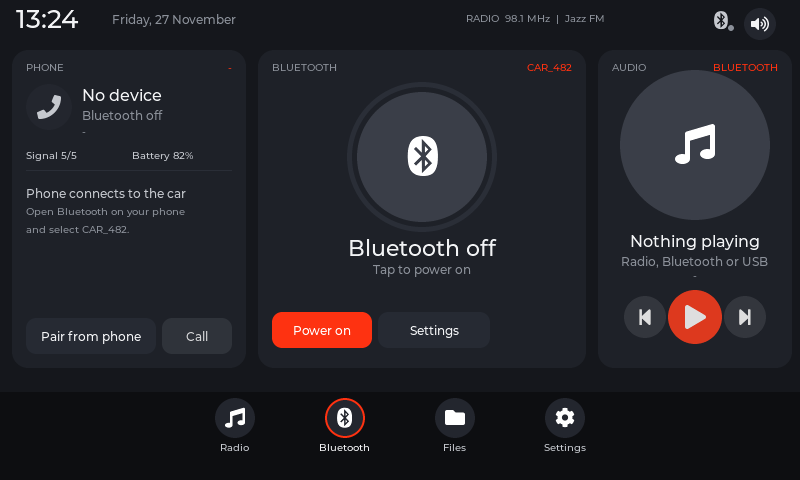 13:24
Friday, 27 November
RADIO 98.1 MHz | Jazz FM
PHONE
-
No device
Bluetooth off
-
Signal 5/5
Battery 82%
Phone connects to the car
Open Bluetooth on your phone
and select CAR_482.
Pair from phone
Call
BLUETOOTH
CAR_482
Bluetooth off
Tap to power on
Power on
Settings
AUDIO
BLUETOOTH
Nothing playing
Radio, Bluetooth or USB
-
Radio
Bluetooth
Files
Settings